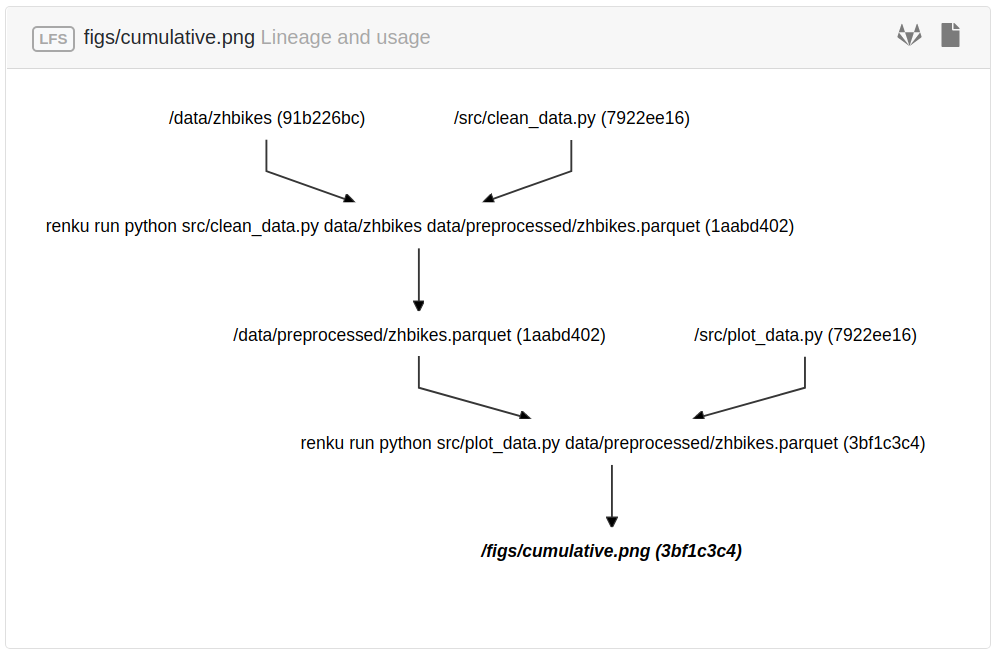 LFS figs/cumulative.png Lineage and usage
/data/zhbikes (91b226bc) /src/clean_data.py (7922ee16)
renku run python src/clean_data.py data/zhbikes data/preprocessed/zhbikes.parquet (1aabd402)
/data/preprocessed/zhbikes.parquet (1aabd402) /src/plot_data.py (7922ee16)
renku run python src/plot_data.py data/preprocessed/zhbikes.parquet (3bf1c3c4)
/figs/cumulative.png (3bf1c3c4)